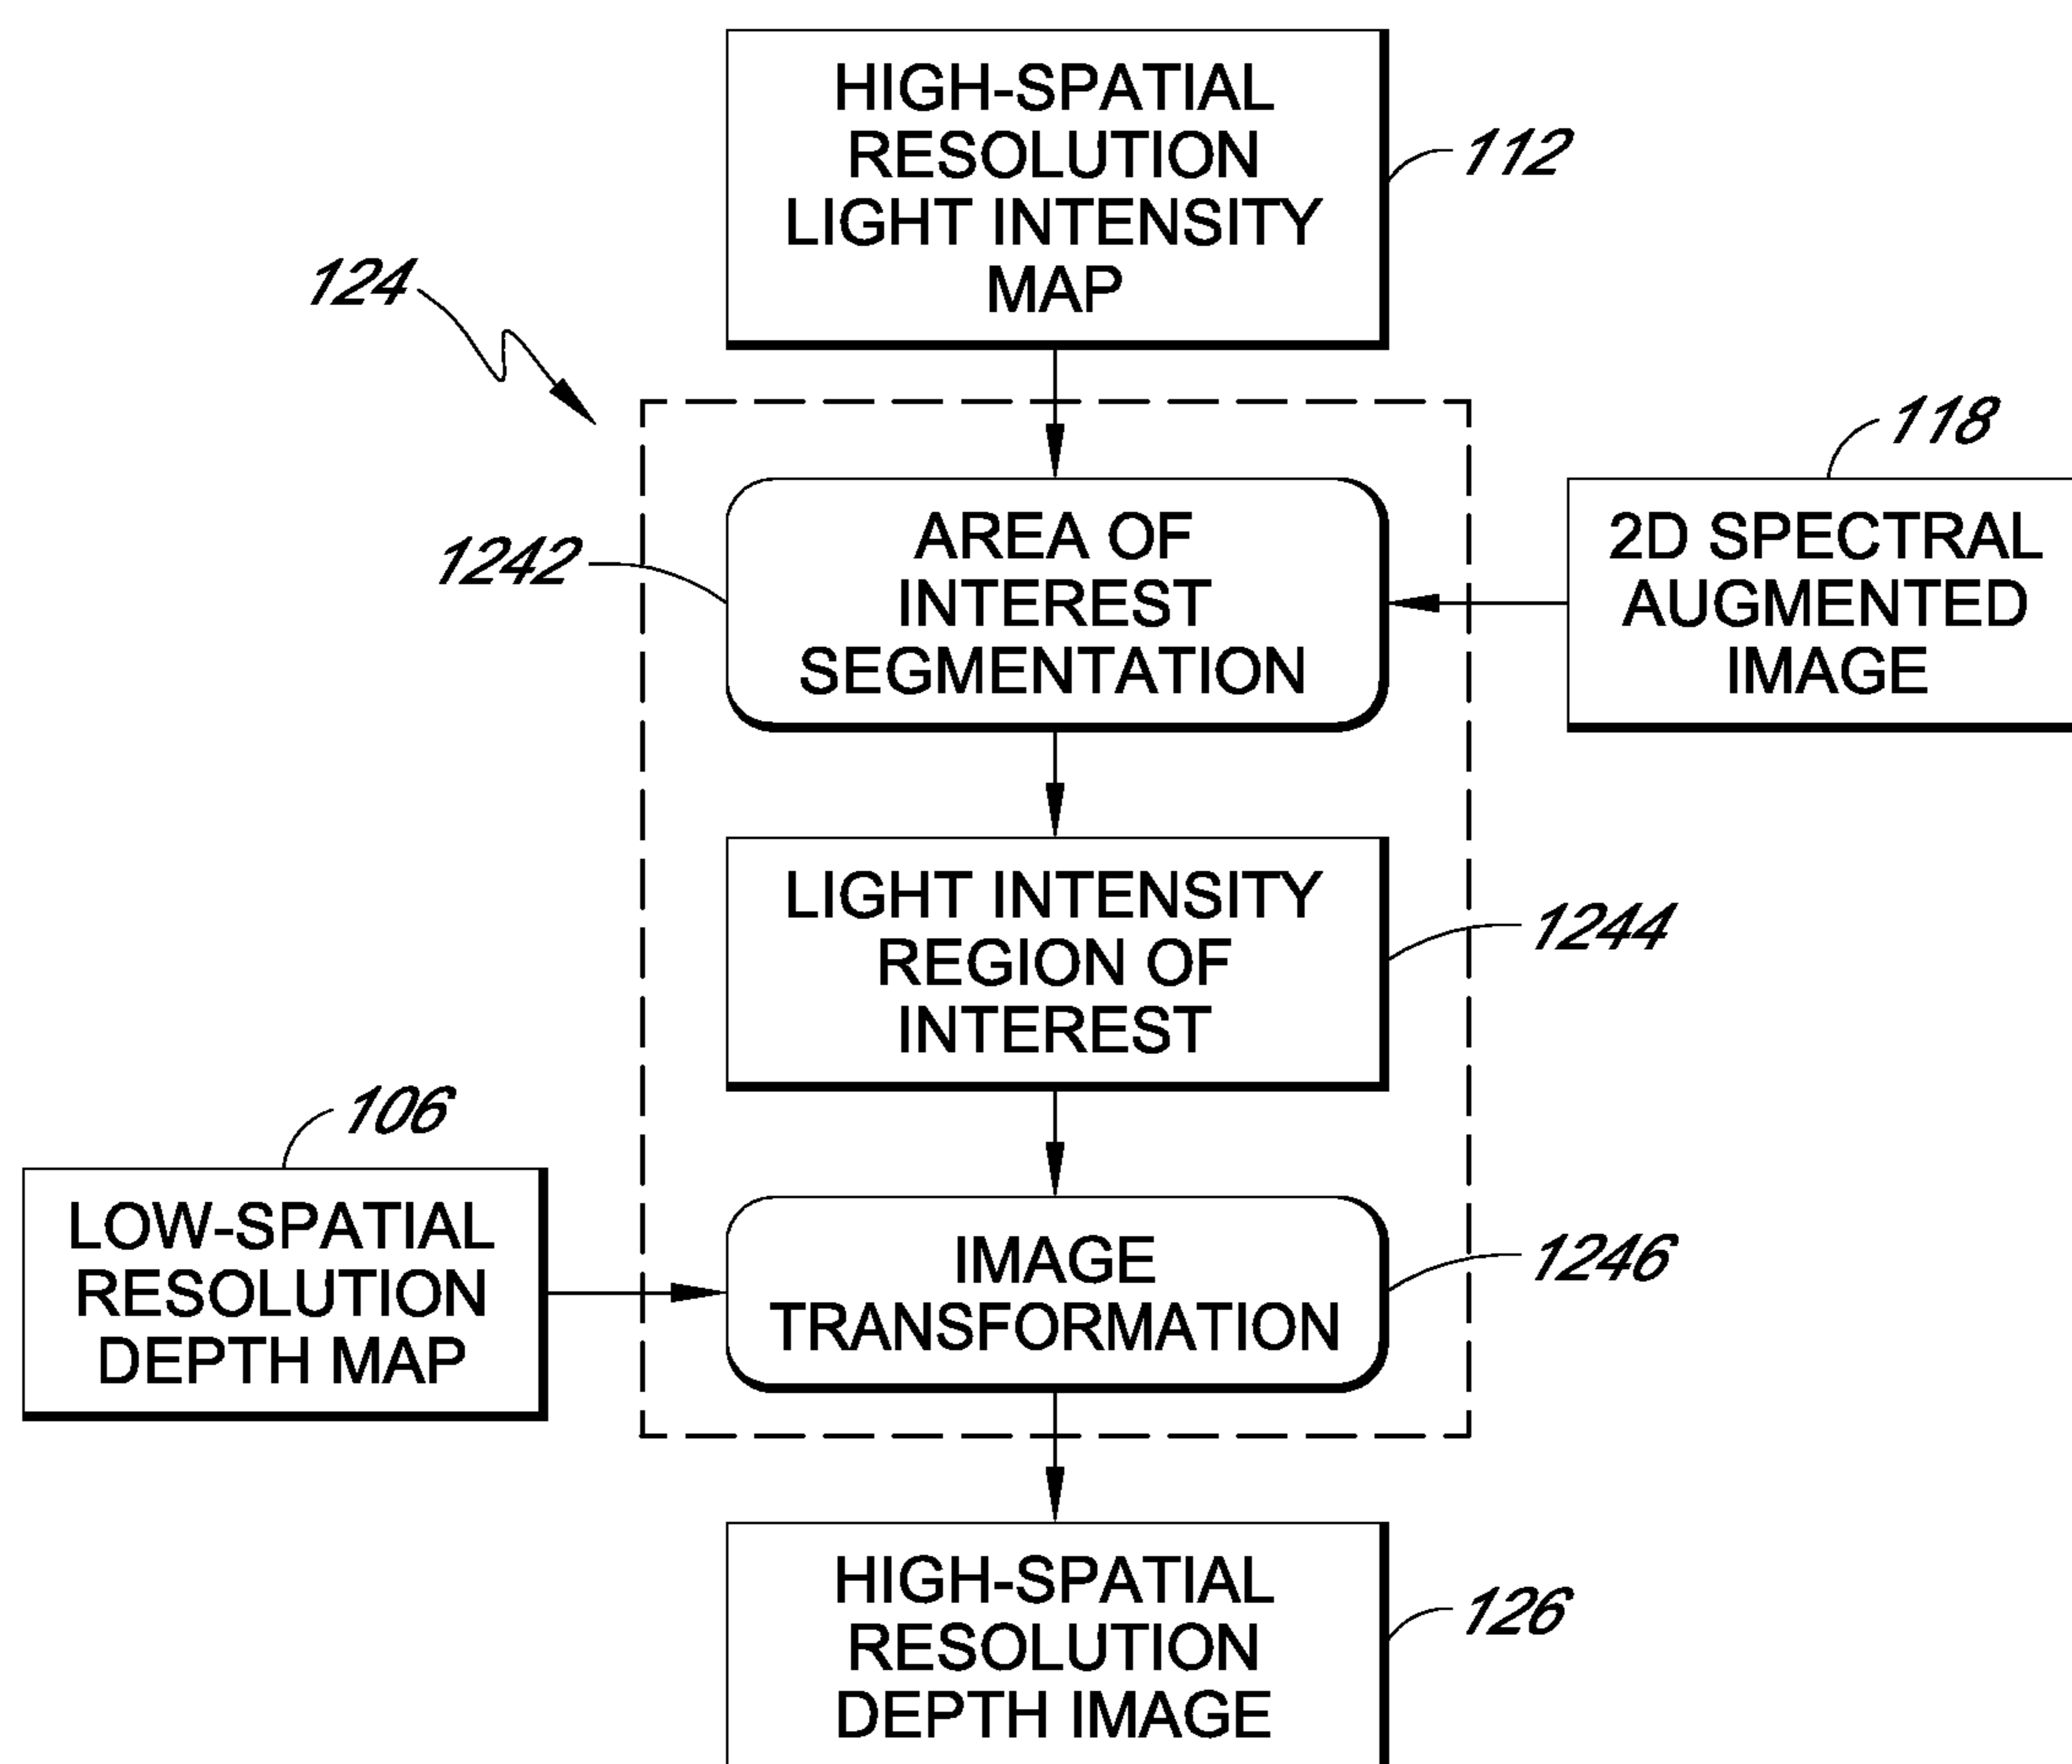 HIGH-SPATIAL
RESOLUTION
LIGHT INTENSITY
MAP
112
124
118
AREA OF
INTEREST
SEGMENTATION
1242
2D SPECTRAL
AUGMENTED
IMAGE
LIGHT INTENSITY
REGION OF
INTEREST
1244
106
LOW-SPATIAL
RESOLUTION
DEPTH MAP
IMAGE
TRANSFORMATION
1246
HIGH-SPATIAL
RESOLUTION
DEPTH IMAGE
126